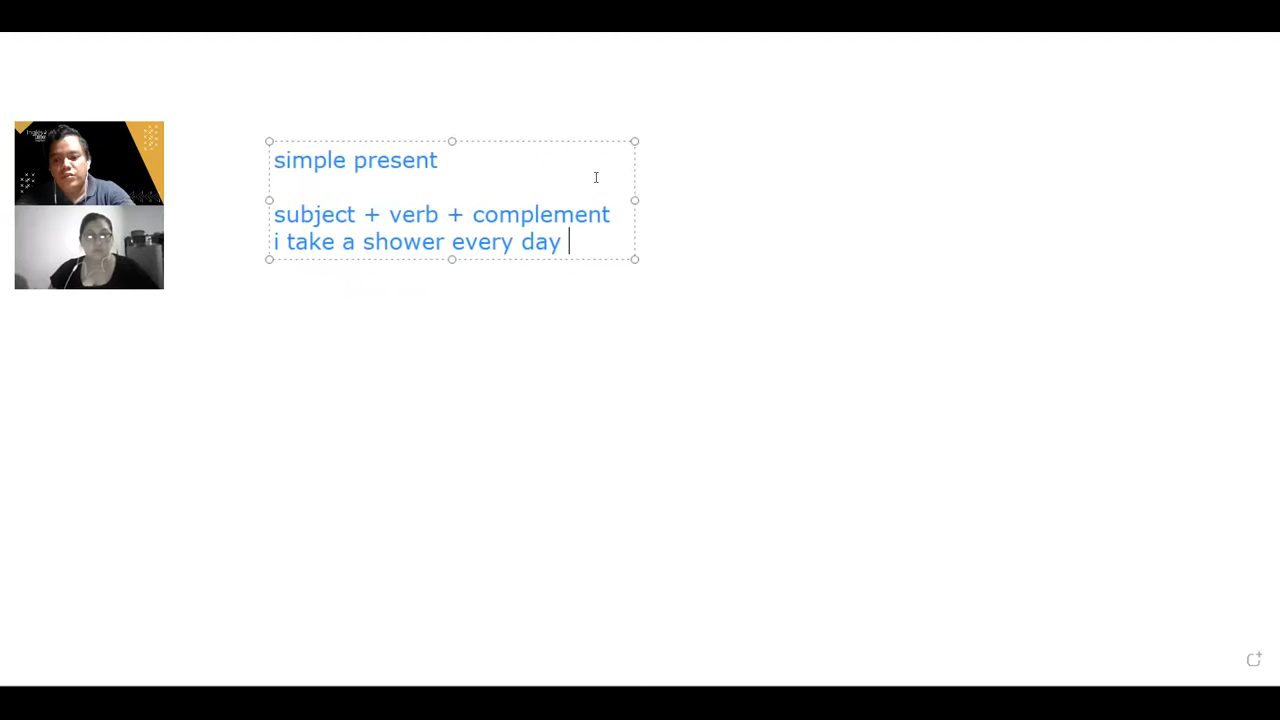 simple present
subject + verb + complement
i take a shower every day